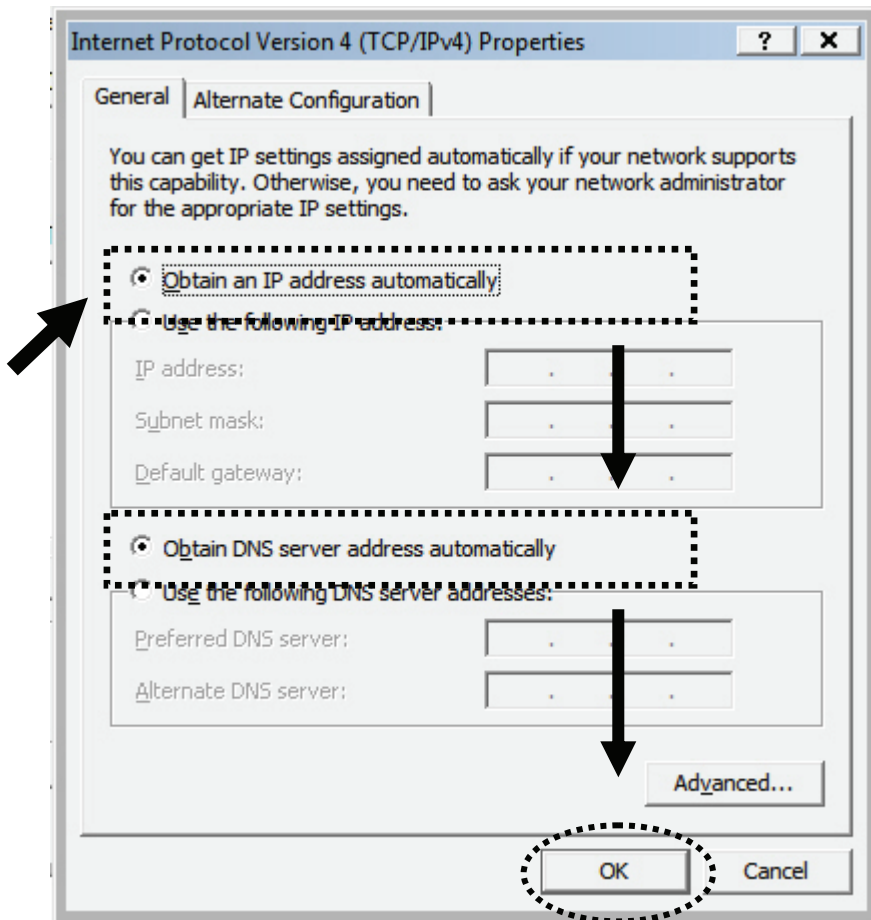 Internet Protocol Version 4 (TCP/IPv4) Properties
General
Alternate Configuration
You can get IP settings assigned automatically if your network supports
this capability. Otherwise, you need to ask your network administrator
for the appropriate IP settings.
Obtain an IP address automatically
Use the following IP address:
IP address:
Subnet mask:
Default gateway:
Obtain DNS server address automatically
Use the following DNS server addresses:
Preferred DNS server:
Alternate DNS server:
Advanced...
OK
Cancel